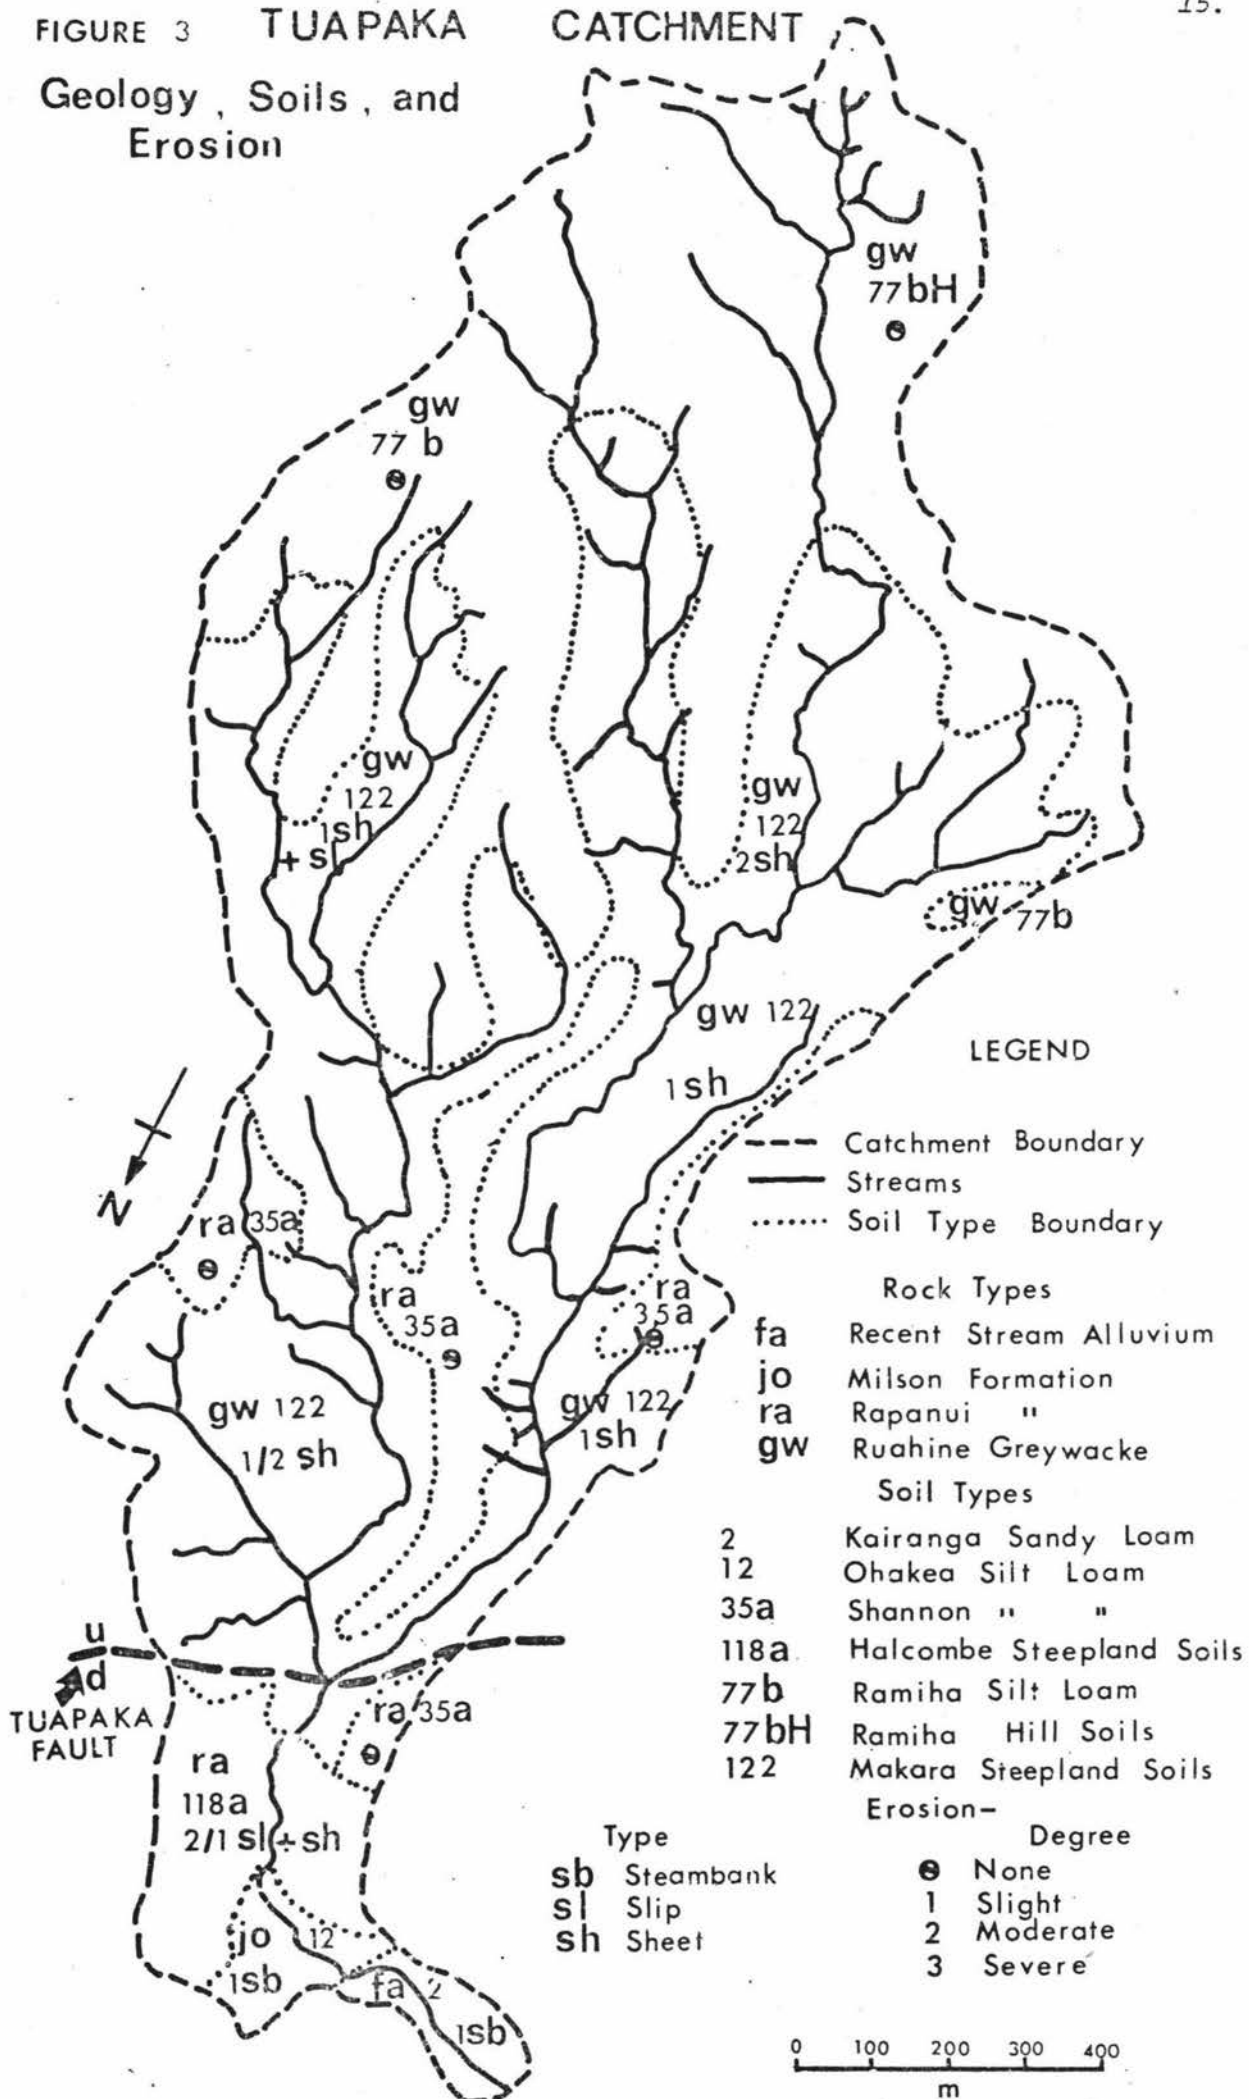 15.
FIGURE 3 TUAPAKA CATCHMENT
Geology, Soils, and
Erosion
gw
77bH
gw
77 b
gw
122
1sh
+ sl
gw
122
2sh
gw 77b
gw 122
1 sh
N
ra 35a
ra
35a
ra
35a
gw 122
1/2 sh
gw 122
1sh
u
d
TUAPAKA
FAULT
ra 35a
ra
118a
2/1 sl + sh
jo 12
1sb
fa 2
1sb
LEGEND
Catchment Boundary
Streams
Soil Type Boundary
Rock Types
fa Recent Stream Alluvium
jo Milson Formation
ra Rapanui "
gw Ruahine Greywacke
Soil Types
2 Kairanga Sandy Loam
12 Ohakea Silt Loam
35a Shannon " "
118a Halcombe Steepland Soils
77b Ramiha Silt Loam
77bH Ramiha Hill Soils
122 Makara Steepland Soils
Erosion-
Type
sb Steambank
sl Slip
sh Sheet
Degree
None
1 Slight
2 Moderate
3 Severe
0 100 200 300 400
m